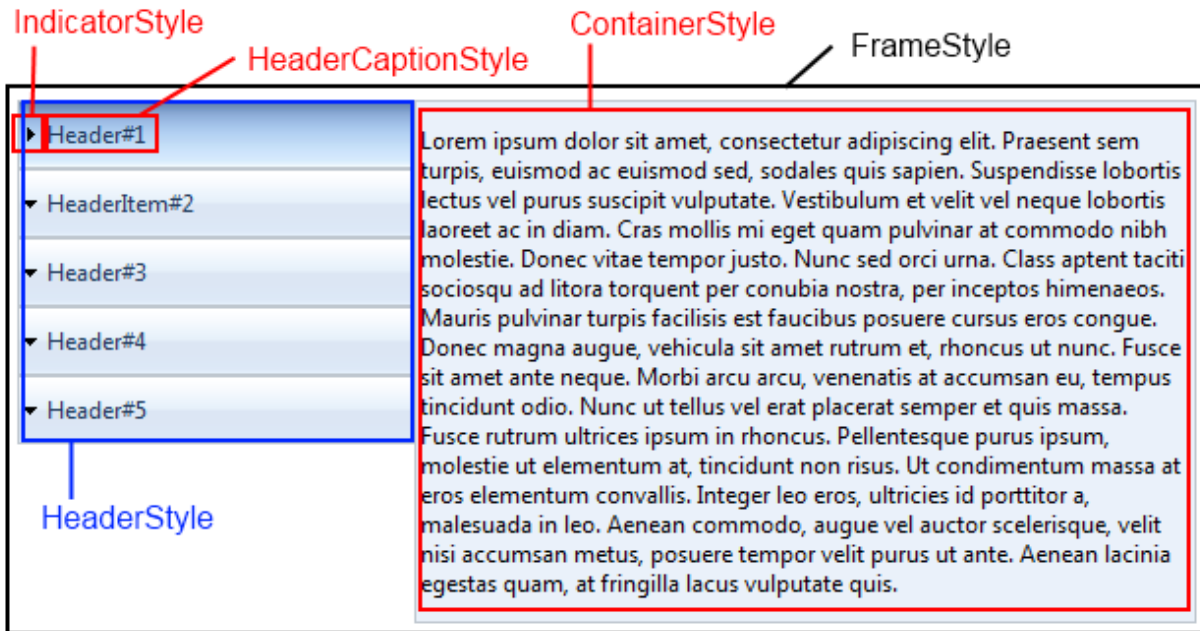 IndicatorStyle
HeaderCaptionStyle
ContainerStyle
FrameStyle
Header#1
HeaderItem#2
Header#3
Header#4
Header#5
HeaderStyle
Lorem ipsum dolor sit amet, consectetur adipiscing elit. Praesent sem
turpis, euismod ac euismod sed, sodales quis sapien. Suspendisse lobortis
lectus vel purus suscipit vulputate. Vestibulum et velit vel neque lobortis
laoreet ac in diam. Cras mollis mi eget quam pulvinar at commodo nibh
molestie. Donec vitae tempor justo. Nunc sed orci urna. Class aptent taciti
sociosqu ad litora torquent per conubia nostra, per inceptos himenaeos.
Mauris pulvinar turpis facilisis est faucibus posuere cursus eros congue.
Donec magna augue, vehicula sit amet rutrum et, rhoncus ut nunc. Fusce
sit amet ante neque. Morbi arcu arcu, venenatis at accumsan eu, tempus
tincidunt odio. Nunc ut tellus vel erat placerat semper et quis massa.
Fusce rutrum ultrices ipsum in rhoncus. Pellentesque purus ipsum,
molestie ut elementum at, tincidunt non risus. Ut condimentum massa at
eros elementum convallis. Integer leo eros, ultricies id porttitor a,
malesuada in leo. Aenean commodo, augue vel auctor scelerisque, velit
nisi accumsan metus, posuere tempor velit purus ut ante. Aenean lacinia
egestas quam, at fringilla lacus vulputate quis.